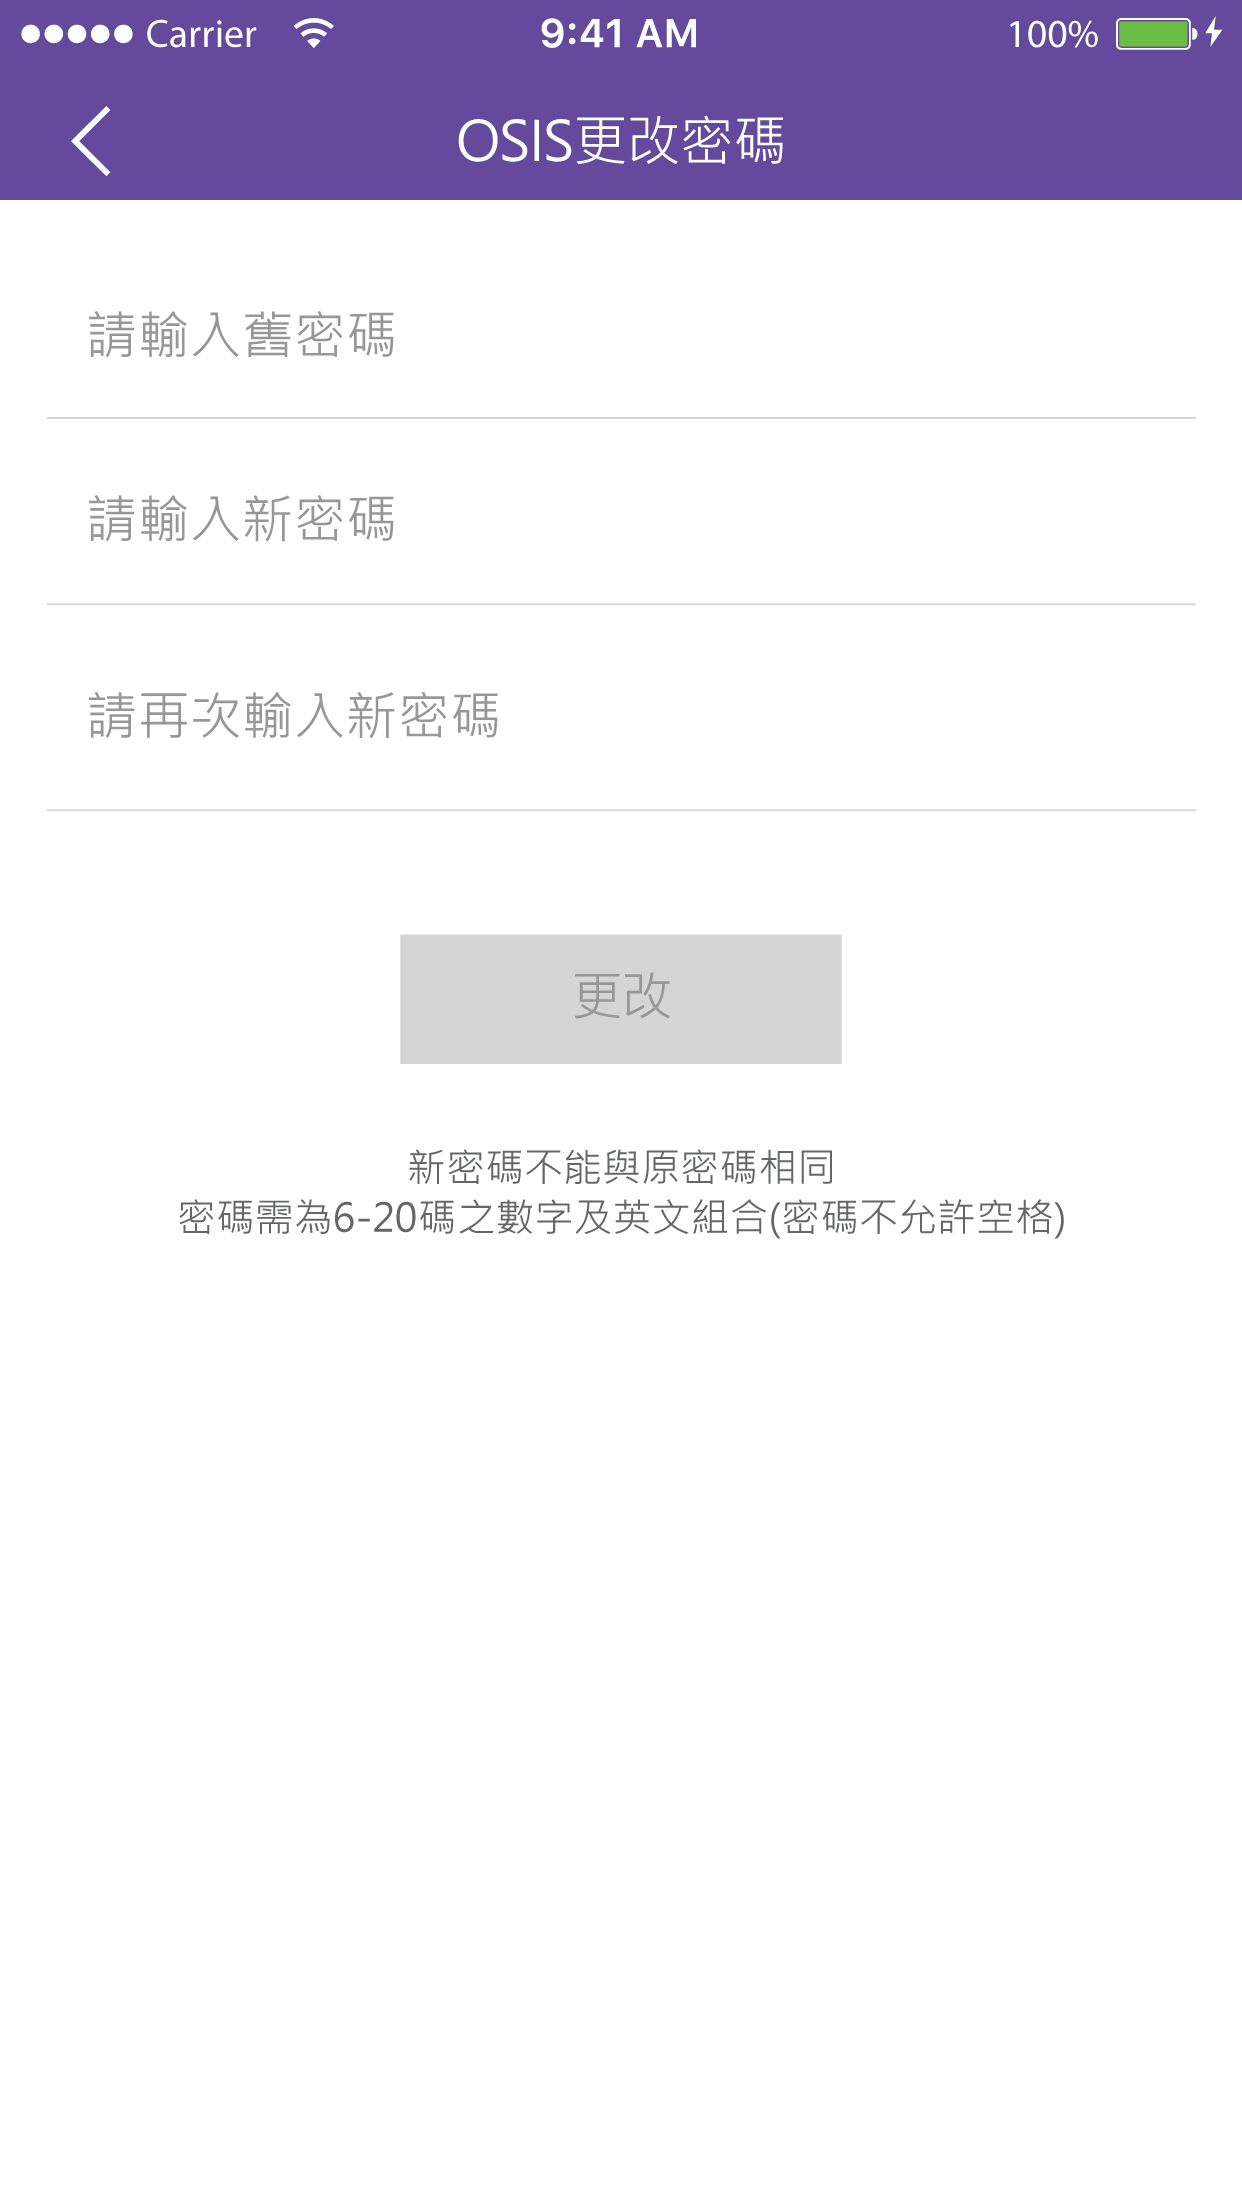 Carrier 9:41 AM 100%
OSIS更改密碼
請輸入舊密碼
請輸入新密碼
請再次輸入新密碼
更改
新密碼不能與原密碼相同
密碼需為6-20碼之數字及英文組合(密碼不允許空格)